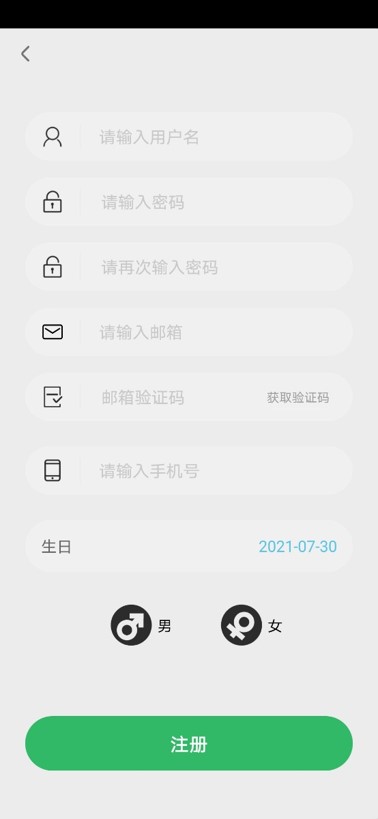 请输入用户名
请输入密码
请再次输入密码
请输入邮箱
邮箱验证码 获取验证码
请输入手机号
生日 2021-07-30
男 女
注册